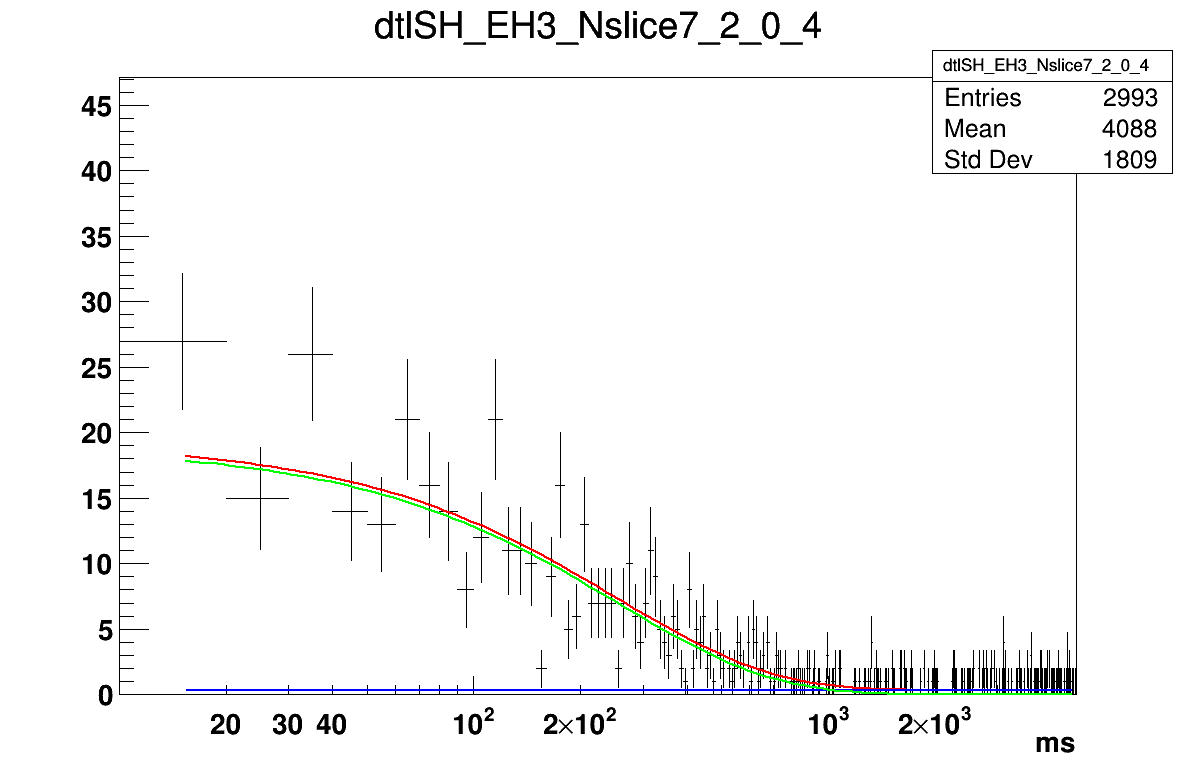 dtlSH_EH3_Nslice7_2_0_4
dtlSH_EH3_Nslice7_2_0_4
Entries 2993
Mean 4088
Std Dev 1809
45
40
35
30
25
20
15
10
5
0
20 30 40 10² 2×10² 10³ 2×10³
ms